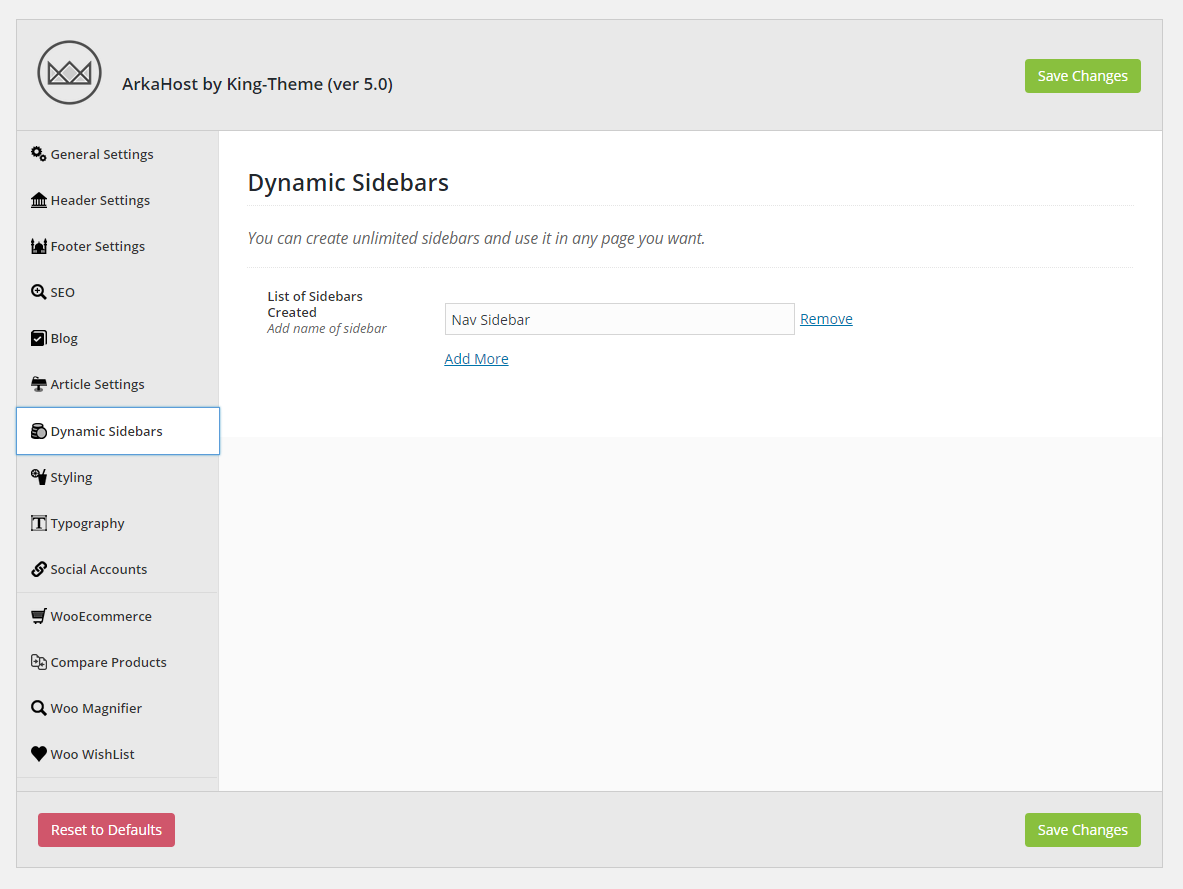 ArkaHost by King-Theme (ver 5.0)
Save Changes
General Settings
Header Settings
Footer Settings
SEO
Blog
Article Settings
Dynamic Sidebars
Styling
Typography
Social Accounts
WooEcommerce
Compare Products
Woo Magnifier
Woo WishList
Dynamic Sidebars
You can create unlimited sidebars and use it in any page you want.
List of Sidebars
Created
Add name of sidebar
Nav Sidebar
Remove
Add More
Reset to Defaults
Save Changes